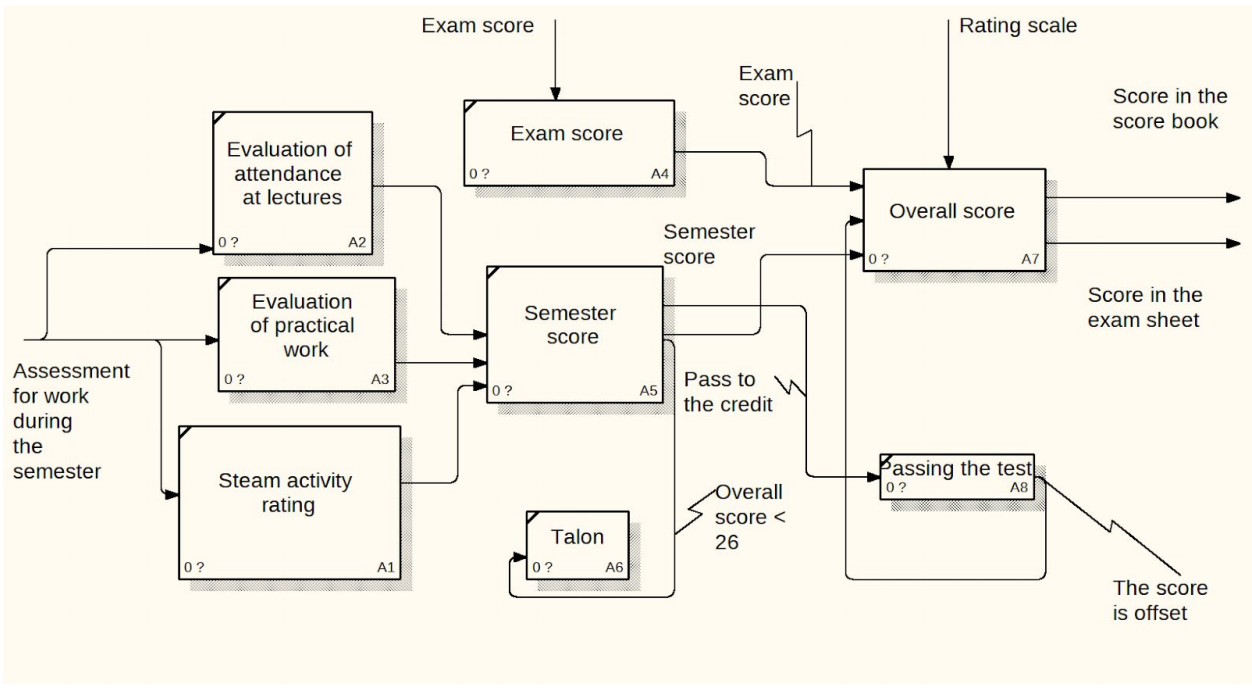 Exam score
Rating scale
Exam
score
Score in the
score book
Evaluation of
attendance
at lectures
0 ?
A2
Exam score
0 ?
A4
Overall score
0 ?
A7
Semester
score
Evaluation
of practical
work
0 ?
A3
Semester
score
0 ?
A5
Score in the
exam sheet
Assessment
for work
during
the
semester
Pass to
the credit
Steam activity
rating
0 ?
A1
Talon
0 ?
A6
Overall
score <
26
Passing the test
0 ?
A8
The score
is offset